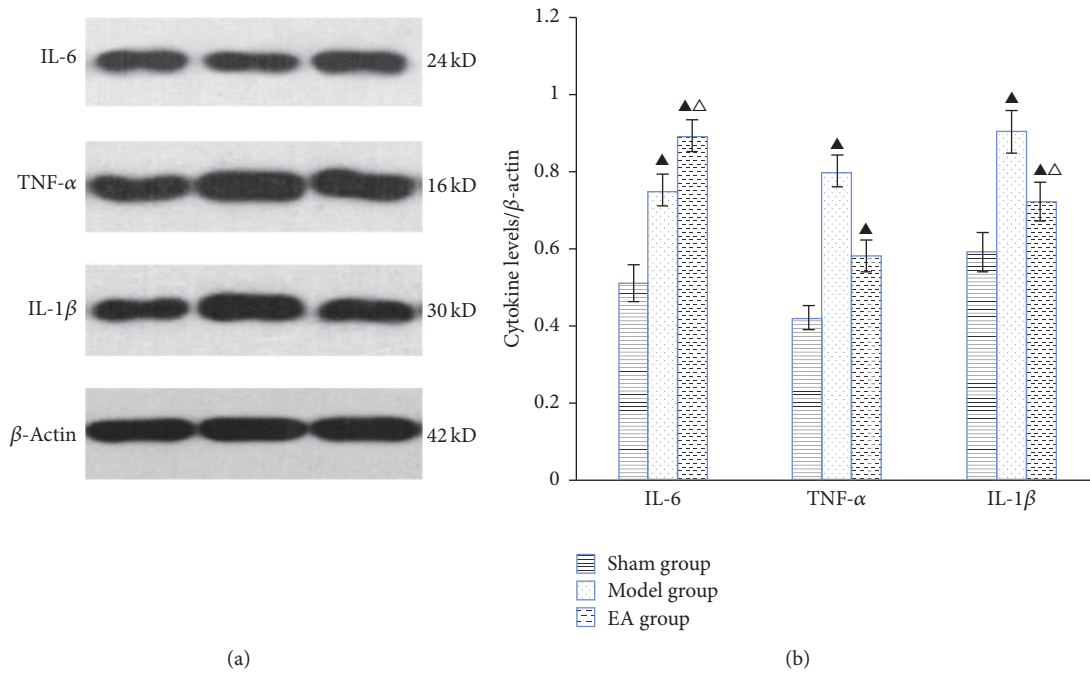 IL-6
24 kD
TNF-α
16 kD
IL-1β
30 kD
β-Actin
42 kD
(a)
Cytokine levels/β-actin
1.2
1
0.8
0.6
0.4
0.2
0
▲
▲△
▲
▲
▲
▲△
IL-6
TNF-α
IL-1β
Sham group
Model group
EA group
(b)